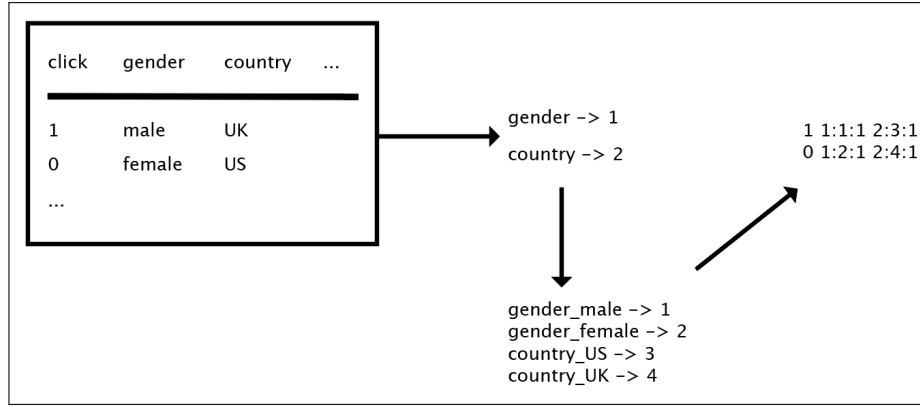 click gender country ...
1 male UK
0 female US
...
gender -> 1
country -> 2
gender_male -> 1
gender_female -> 2
country_US -> 3
country_UK -> 4
1 1:1:1 2:3:1
0 1:2:1 2:4:1